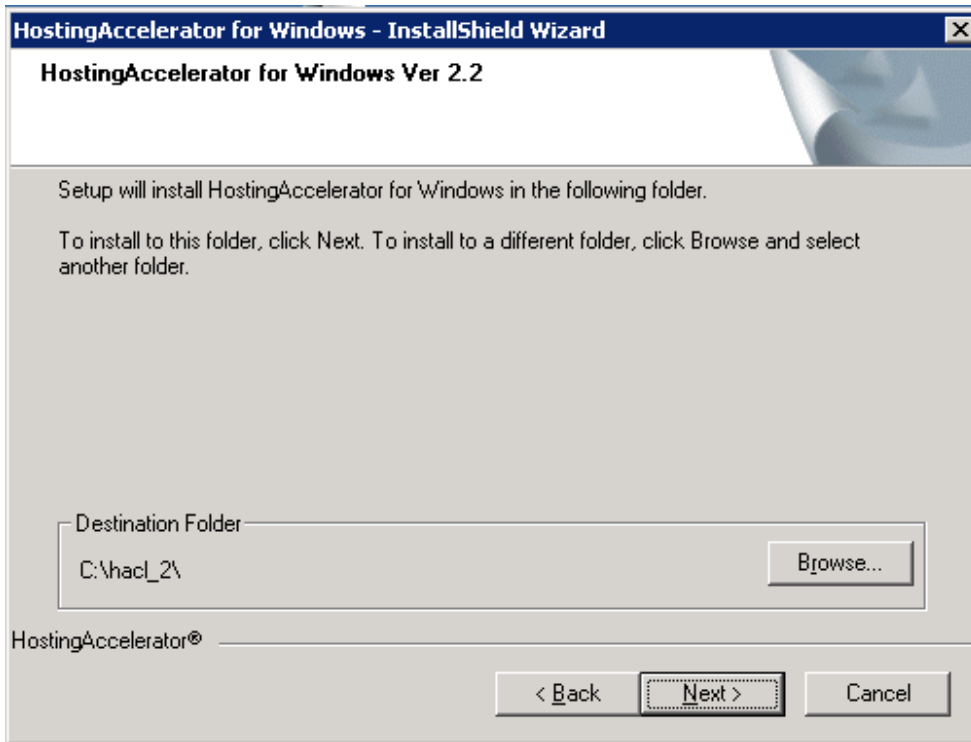 HostingAccelerator for Windows - InstallShield Wizard
HostingAccelerator for Windows Ver 2.2
Setup will install HostingAccelerator for Windows in the following folder.
To install to this folder, click Next. To install to a different folder, click Browse and select
another folder.
Destination Folder
C:\hacl_2\
Browse...
HostingAccelerator®
< Back
Next >
Cancel